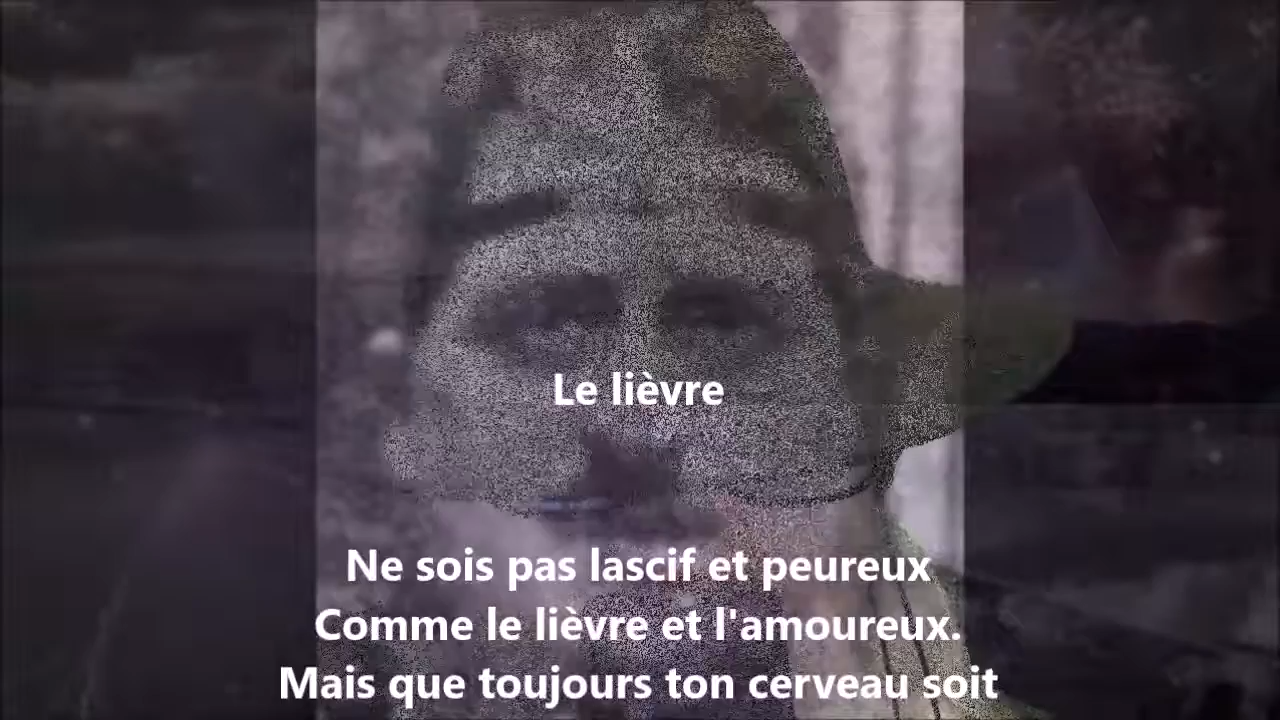 Le lièvre
Ne sois pas lascif et peureux
Comme le lièvre et l'amoureux.
Mais que toujours ton cerveau soit